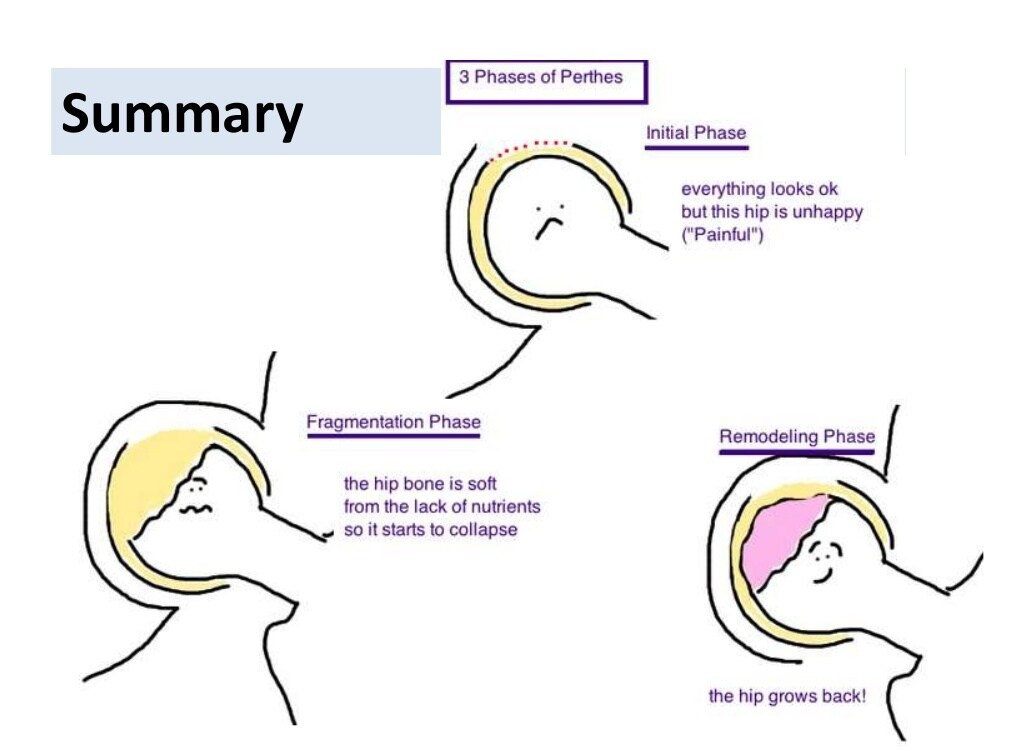 Summary
3 Phases of Perthes
Initial Phase
everything looks ok
but this hip is unhappy
("Painful")
Fragmentation Phase
the hip bone is soft
from the lack of nutrients
so it starts to collapse
Remodeling Phase
the hip grows back!